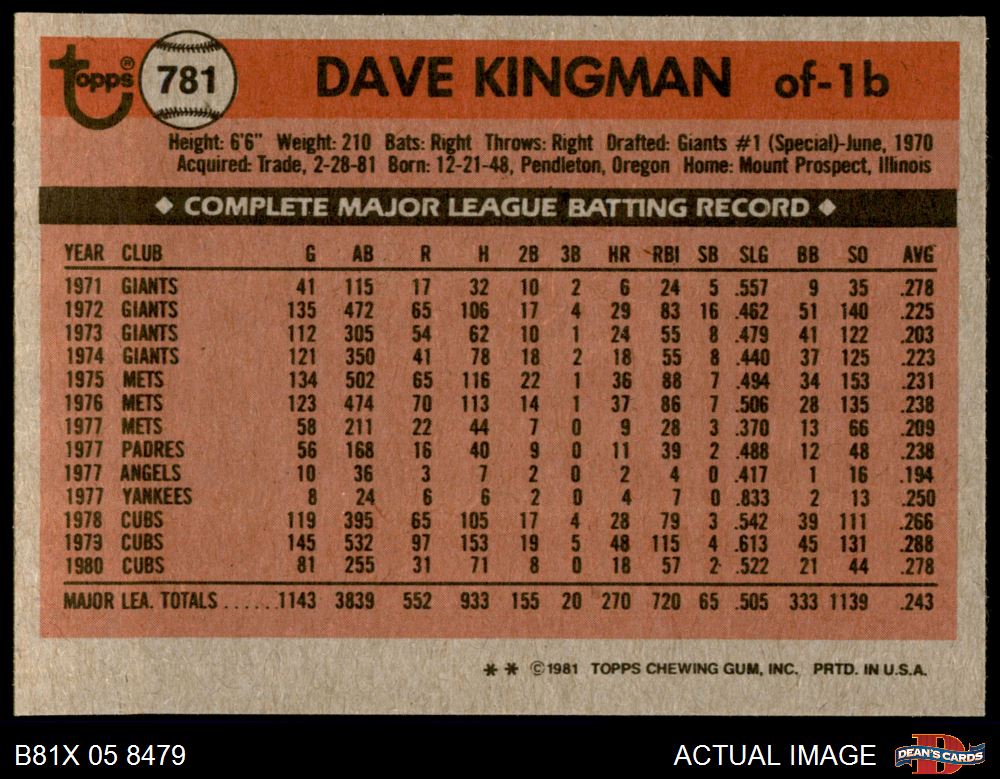 topps® 781 DAVE KINGMAN of-1b
Height: 6'6" Weight: 210 Bats: Right Throws: Right Drafted: Giants #1 (Special)-June, 1970
Acquired: Trade, 2-28-81 Born: 12-21-48, Pendleton, Oregon Home: Mount Prospect, Illinois
◆ COMPLETE MAJOR LEAGUE BATTING RECORD ◆
YEAR CLUB G AB R H 2B 3B HR RBI SB SLG BB SO AVG
1971 GIANTS 41 115 17 32 10 2 6 24 5 .557 9 35 .278
1972 GIANTS 135 472 65 106 17 4 29 83 16 .462 51 140 .225
1973 GIANTS 112 305 54 62 10 1 24 55 8 .479 41 122 .203
1974 GIANTS 121 350 41 78 18 2 18 55 8 .440 37 125 .223
1975 METS 134 502 65 116 22 1 36 88 7 .494 34 153 .231
1976 METS 123 474 70 113 14 1 37 86 7 .506 28 135 .238
1977 METS 58 211 22 44 7 0 9 28 3 .370 13 66 .209
1977 PADRES 56 168 16 40 9 0 11 39 2 .488 12 48 .238
1977 ANGELS 10 36 3 7 2 0 2 4 0 .417 1 16 .194
1977 YANKEES 8 24 6 6 2 0 4 7 0 .833 2 13 .250
1978 CUBS 119 395 65 105 17 4 28 79 3 .542 39 111 .266
1979 CUBS 145 532 97 153 19 5 48 115 4 .613 45 131 .288
1980 CUBS 81 255 31 71 8 0 18 57 2 .522 21 44 .278
MAJOR LEA. TOTALS ......1143 3839 552 933 155 20 270 720 65 .505 333 1139 .243
** ©1981 TOPPS CHEWING GUM, INC. PRTD. IN U.S.A.
B81X 05 8479 ACTUAL IMAGE D DEAN'S CARDS